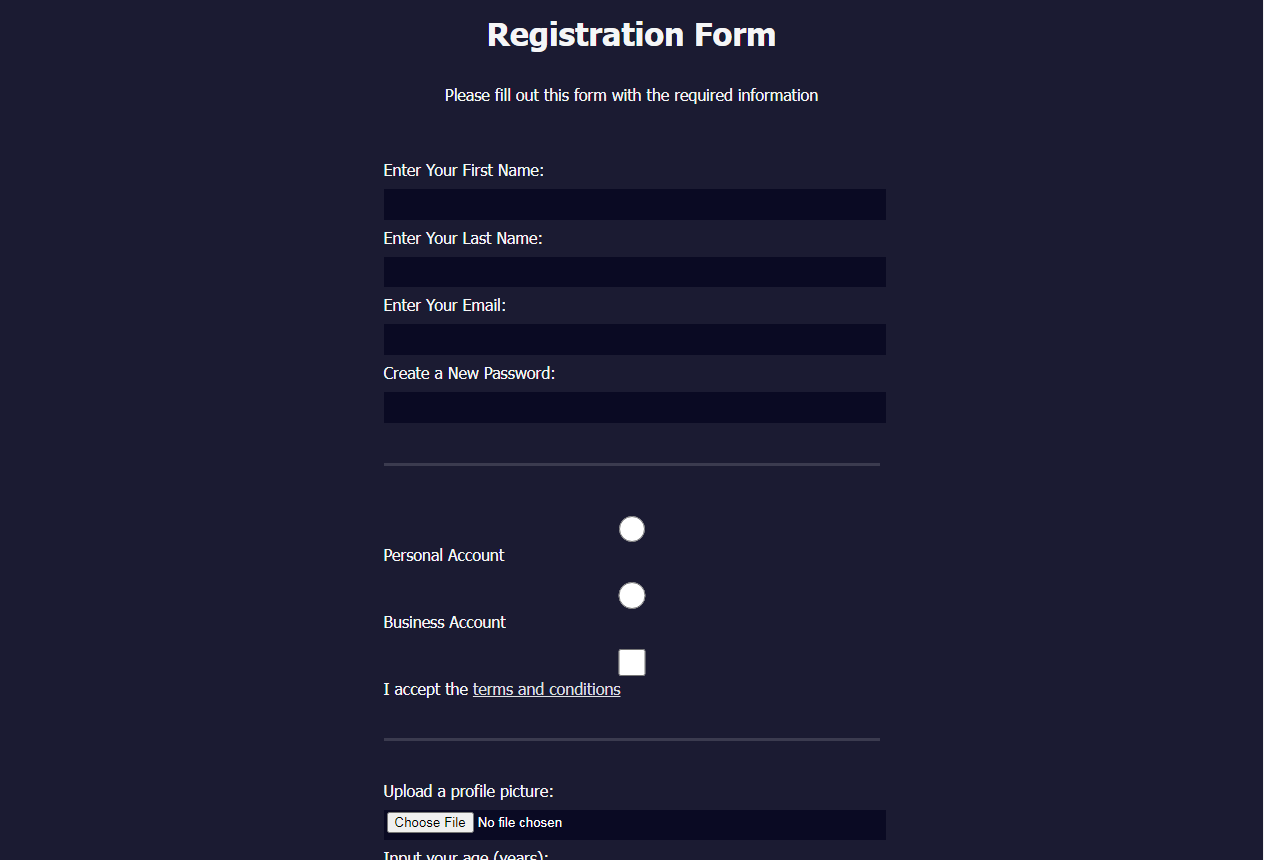 Registration Form
Please fill out this form with the required information
Enter Your First Name:
Enter Your Last Name:
Enter Your Email:
Create a New Password:
Personal Account
Business Account
I accept the terms and conditions
Upload a profile picture:
Choose File No file chosen
Input your age (years):